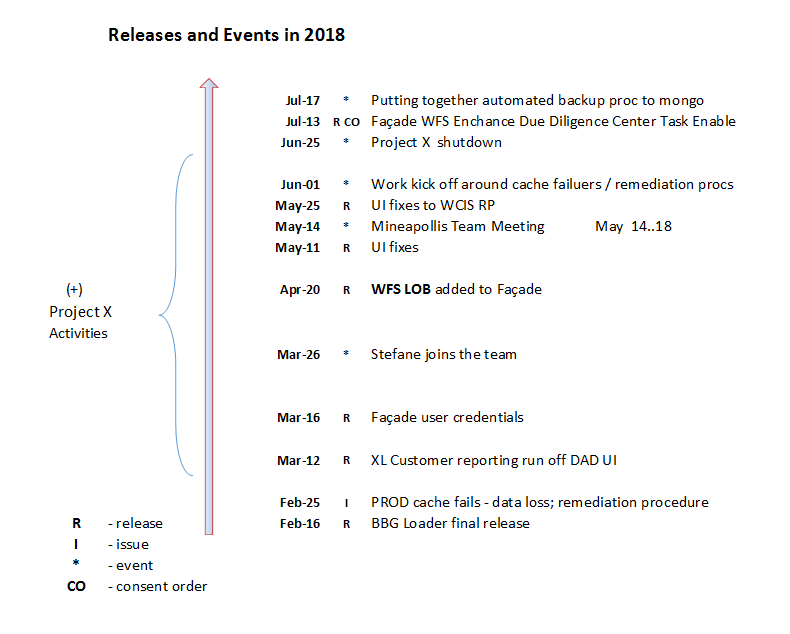 Releases and Events in 2018
Jul-17 * Putting together automated backup proc to mongo
Jul-13 R CO Façade WFS Enchance Due Diligence Center Task Enable
Jun-25 * Project X shutdown
Jun-01 * Work kick off around cache failuers / remediation procs
May-25 R UI fixes to WCIS RP
May-14 * Mineapollis Team Meeting May 14..18
May-11 R UI fixes
Apr-20 R WFS LOB added to Façade
(+)
Project X
Activities
Mar-26 * Stefane joins the team
Mar-16 R Façade user credentials
Mar-12 R XL Customer reporting run off DAD UI
Feb-25 I PROD cache fails - data loss; remediation procedure
Feb-16 R BBG Loader final release
R - release
I - issue
* - event
CO - consent order